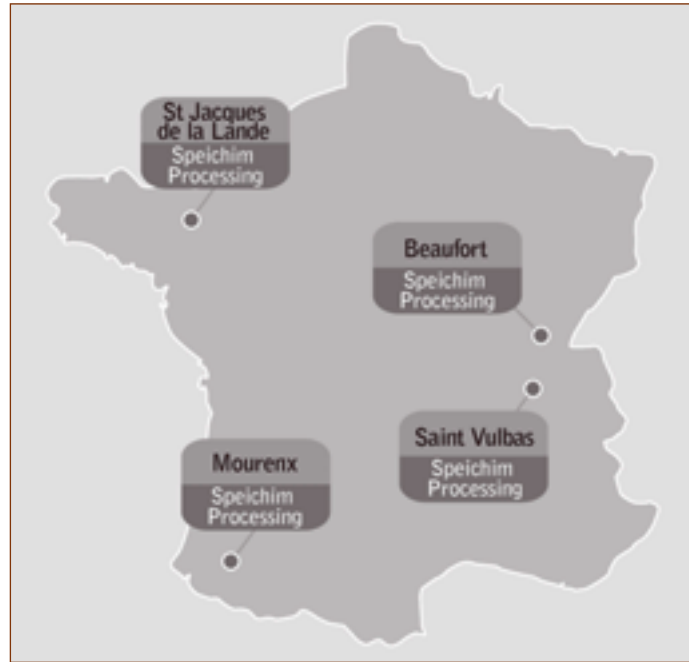 St Jacques
de la Lande
Speichim
Processing
Beaufort
Speichim
Processing
Saint Vulbas
Speichim
Processing
Mourenx
Speichim
Processing